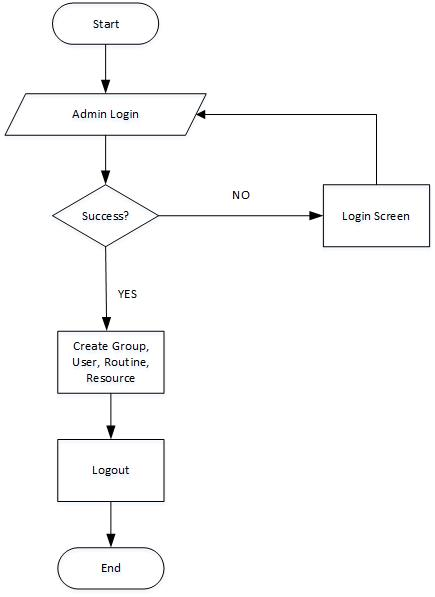 Start
Admin Login
Success?
NO
Login Screen
YES
Create Group,
User, Routine,
Resource
Logout
End